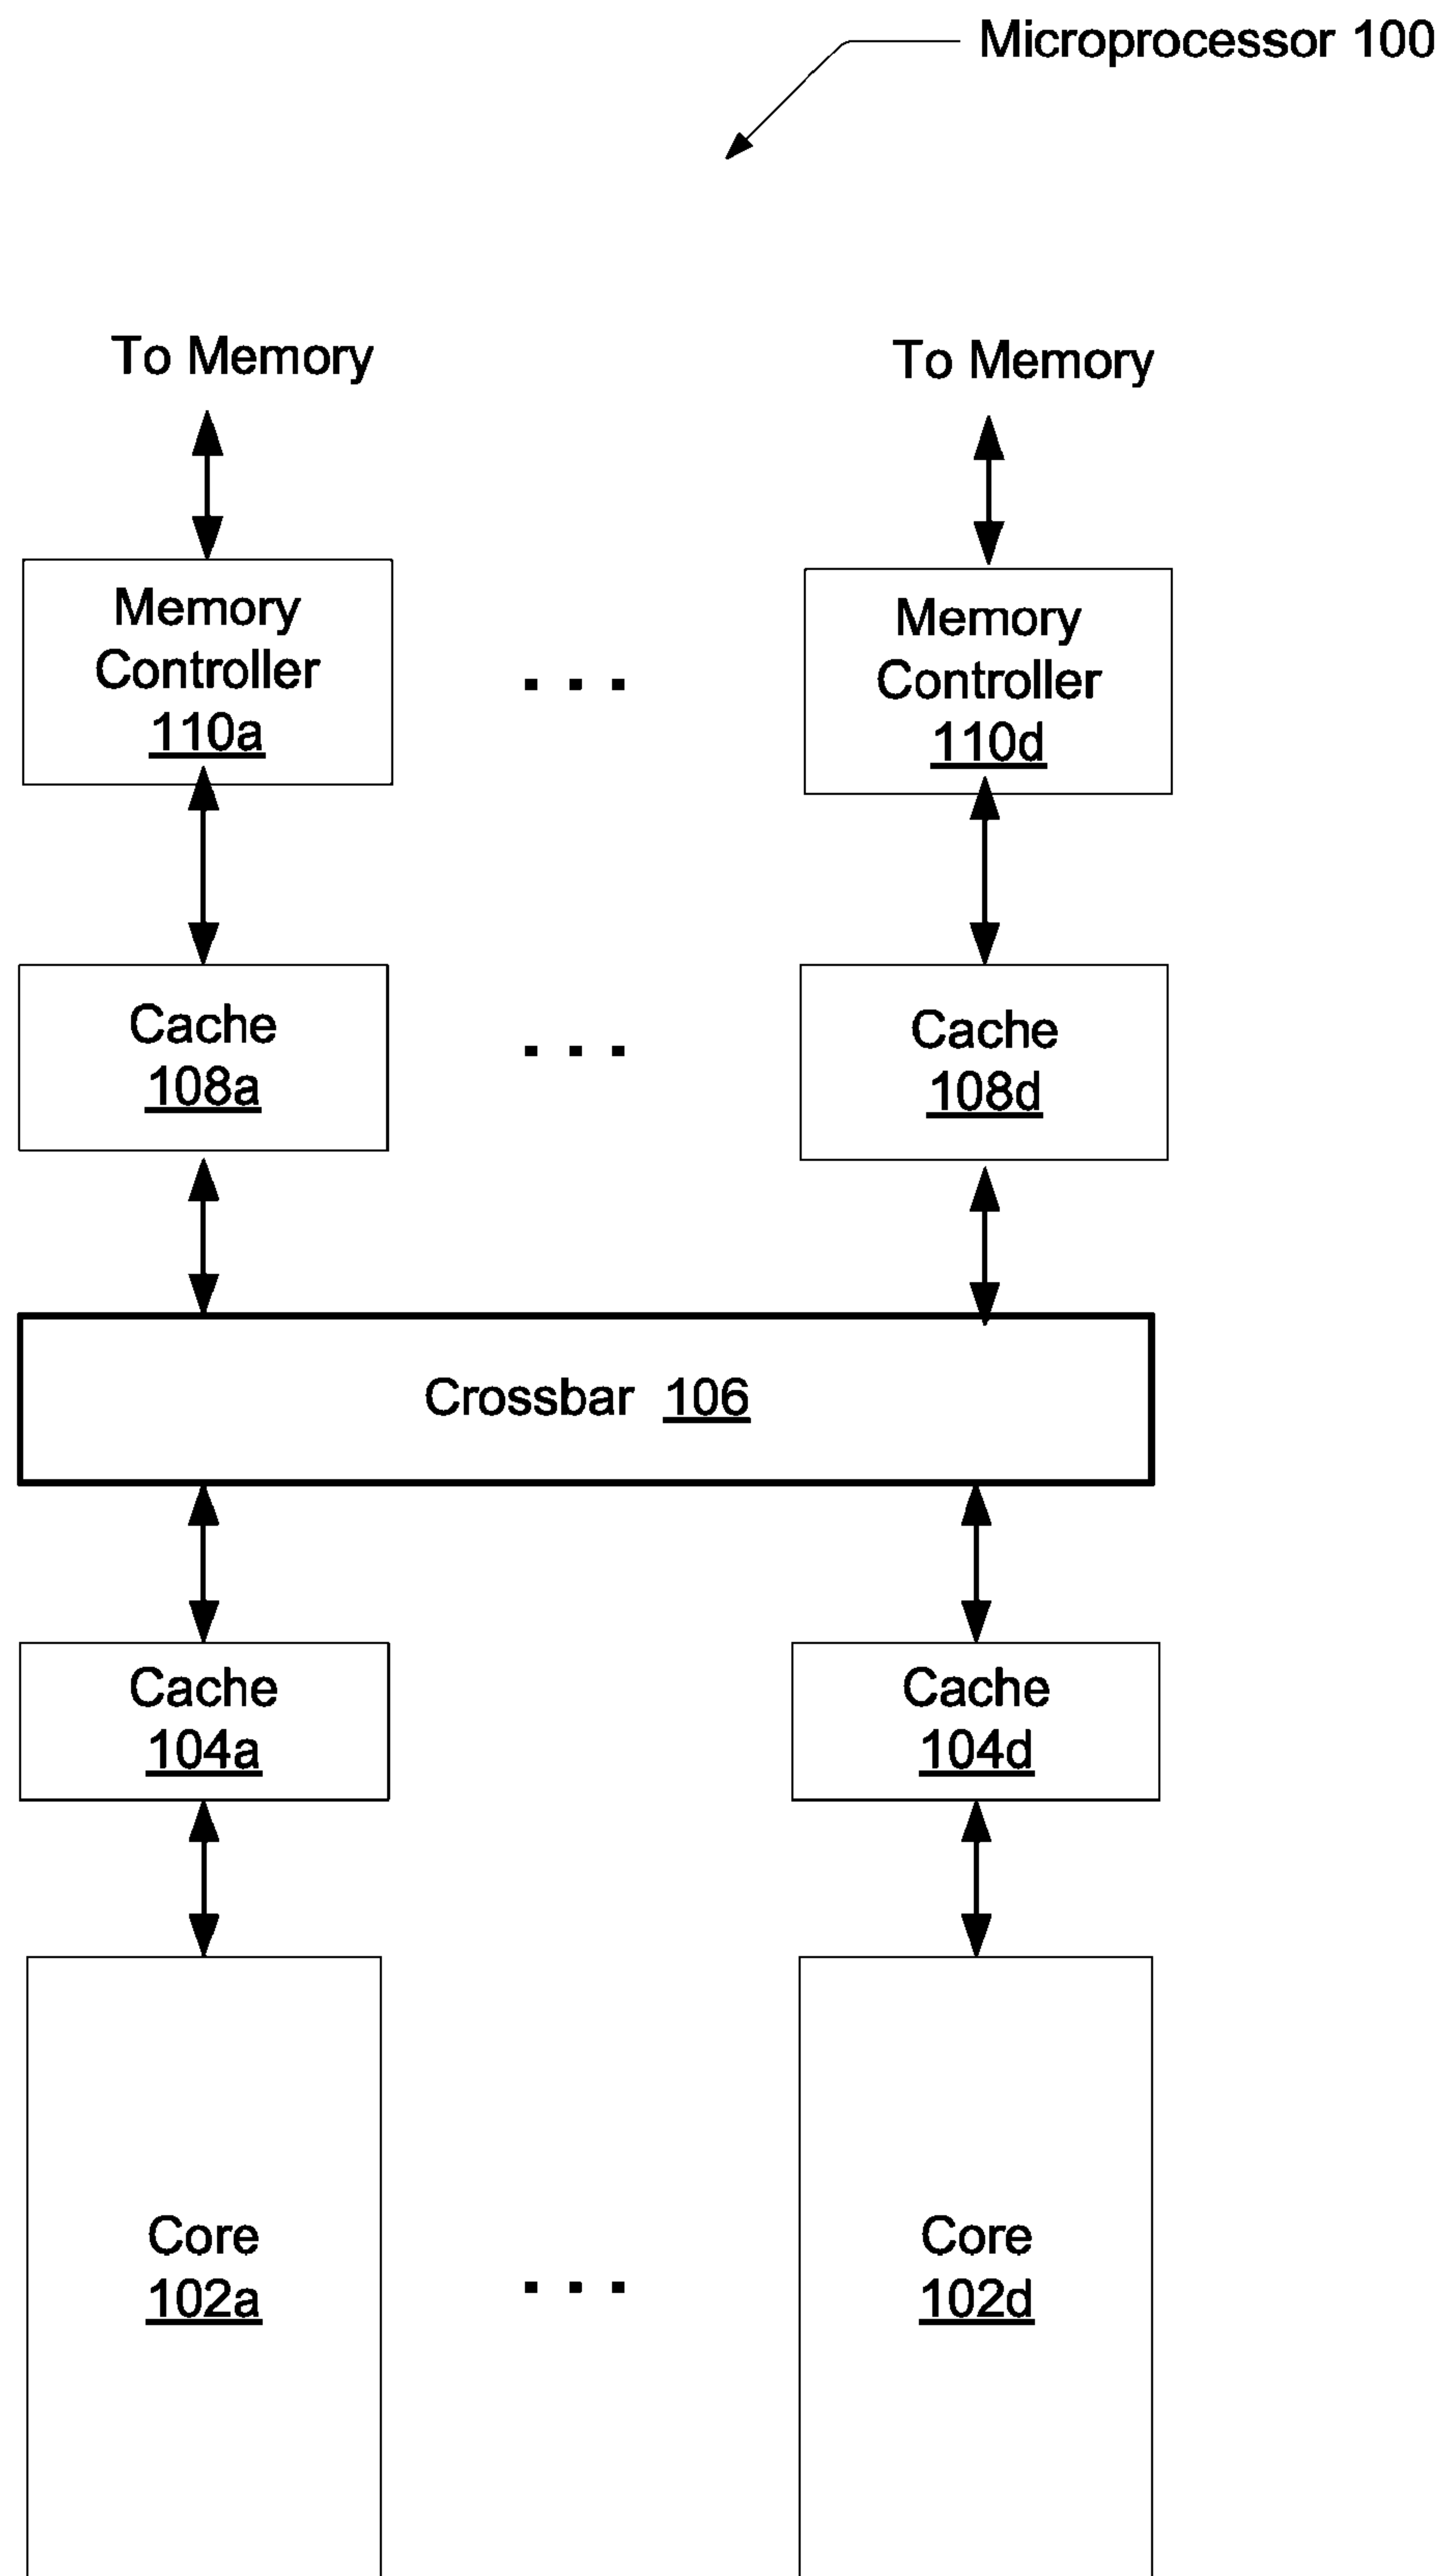 Microprocessor 100
To Memory
To Memory
Memory
Controller
110a
. . .
Memory
Controller
110d
Cache
108a
. . .
Cache
108d
Crossbar 106
Cache
104a
Cache
104d
Core
102a
. . .
Core
102d